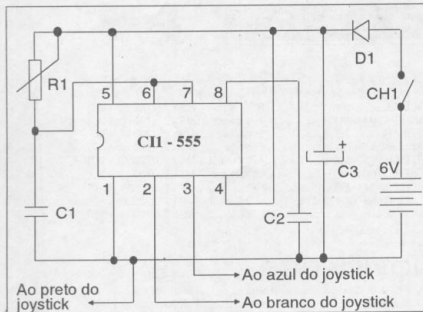 D1
R1
CH1
5 6 7 8
CI1 - 555
+
C3
6V
1 2 3 4
C1
C2
Ao azul do joystick
Ao preto do
joystick
Ao branco do joystick